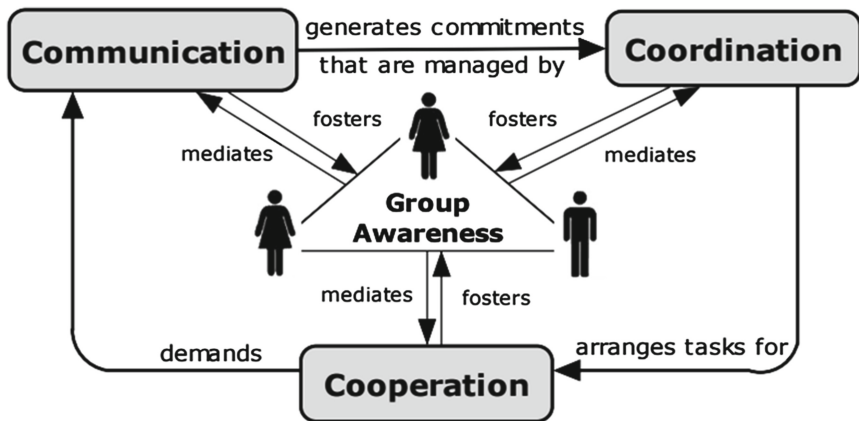 generates commitments
Communication
Coordination
that are managed by
fosters
fosters
mediates
mediates
Group
Awareness
mediates
fosters
demands
arranges tasks for
Cooperation